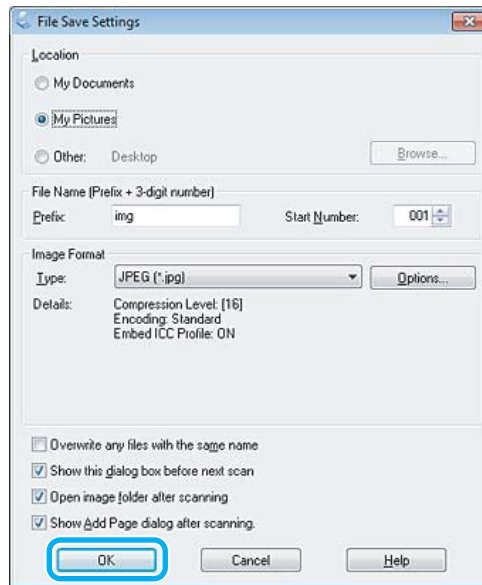 File Save Settings
Location
My Documents
My Pictures
Other: Desktop Browse...
File Name (Prefix + 3-digit number)
Prefix: img Start Number: 001
Image Format
Type: JPEG (*.jpg) Options...
Details: Compression Level: [16]
Encoding: Standard
Embed ICC Profile: ON
Overwrite any files with the same name
Show this dialog box before next scan
Open image folder after scanning
Show Add Page dialog after scanning.
OK Cancel Help